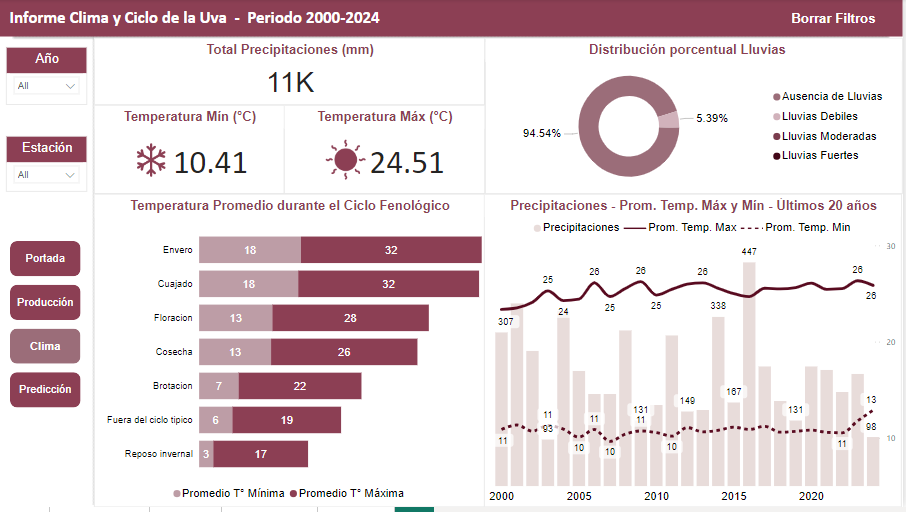 Informe Clima y Ciclo de la Uva - Periodo 2000-2024
Borrar Filtros
Año
All
Estación
All
Portada
Producción
Clima
Predicción
Total Precipitaciones (mm)
11K
Temperatura Mín (°C)
10.41
Temperatura Máx (°C)
24.51
Distribución porcentual Lluvias
94.54%
5.39%
Ausencia de Lluvias
Lluvias Debiles
Lluvias Moderadas
Lluvias Fuertes
Temperatura Promedio durante el Ciclo Fenológico
Envero 18 32
Cuajado 18 32
Floracion 13 28
Cosecha 13 26
Brotacion 7 22
Fuera del ciclo tipico 6 19
Reposo invernal 3 17
Promedio T° Mínima Promedio T° Máxima
Precipitaciones - Prom. Temp. Máx y Mín - Últimos 20 años
Precipitaciones Prom. Temp. Max Prom. Temp. Min
447
30
25 26 26 26 26
24 25 25 26
307 338
20
167
149
131 131
13
11 11 11
93 98
11 10 10 10 11
10
2000 2005 2010 2015 2020